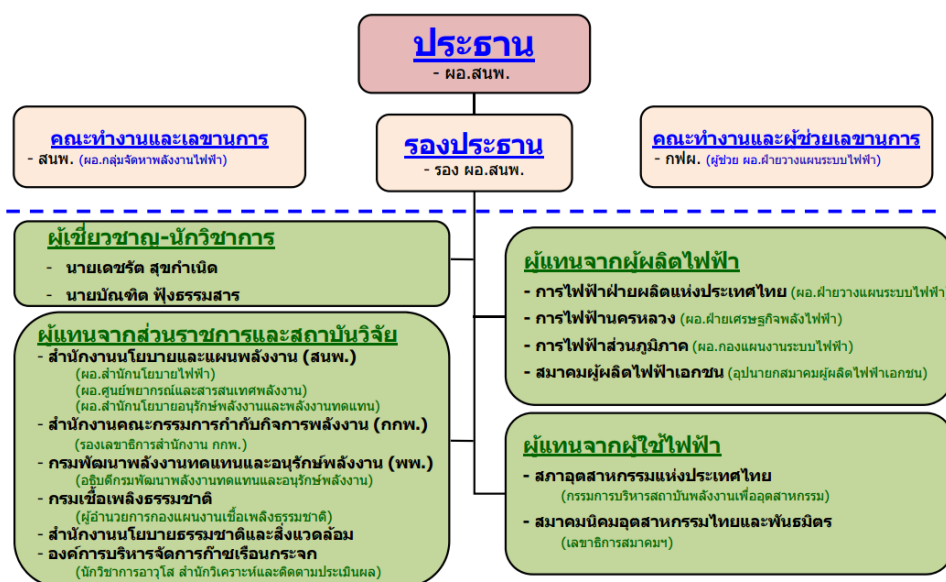 ประธาน
- ผอ.สนพ.
คณะทำงานและเลขานุการ
- สนพ. (ผอ.กลุ่มจัดหาพลังงานไฟฟ้า)
รองประธาน
- รอง ผอ.สนพ.
คณะทำงานและผู้ช่วยเลขานุการ
- กฟผ. (ผู้ช่วย ผอ.ฝ่ายวางแผนระบบไฟฟ้า)
ผู้เชี่ยวชาญ-นักวิชาการ
- นายเดชรัต สุขกำเนิด
- นายบัณฑิต ฟุ้งธรรมสาร
ผู้แทนจากส่วนราชการและสถาบันวิจัย
- สำนักงานนโยบายและแผนพลังงาน (สนพ.)
(ผอ.สำนักนโยบายไฟฟ้า)
(ผอ.ศูนย์พยากรณ์และสารสนเทศพลังงาน)
(ผอ.สำนักนโยบายอนุรักษ์พลังงานและพลังงานทดแทน)
- สำนักงานคณะกรรมการกำกับกิจการพลังงาน (กกพ.)
(รองเลขาธิการสำนักงาน กกพ.)
- กรมพัฒนาพลังงานทดแทนและอนุรักษ์พลังงาน (พพ.)
(อธิบดีกรมพัฒนาพลังงานทดแทนและอนุรักษ์พลังงาน)
- กรมเชื้อเพลิงธรรมชาติ
(ผู้อำนวยการกองแผนงานเชื้อเพลิงธรรมชาติ)
- สำนักงานนโยบายธรรมชาติและสิ่งแวดล้อม
- องค์การบริหารจัดการก๊าซเรือนกระจก
(นักวิชาการอาวุโส สำนักวิเคราะห์และติดตามประเมินผล)
ผู้แทนจากผู้ผลิตไฟฟ้า
- การไฟฟ้าฝ่ายผลิตแห่งประเทศไทย (ผอ.ฝ่ายวางแผนระบบไฟฟ้า)
- การไฟฟ้านครหลวง (ผอ.ฝ่ายเศรษฐกิจพลังไฟฟ้า)
- การไฟฟ้าส่วนภูมิภาค (ผอ.กองแผนงานระบบไฟฟ้า)
- สมาคมผู้ผลิตไฟฟ้าเอกชน (อุปนายกสมาคมผู้ผลิตไฟฟ้าเอกชน)
ผู้แทนจากผู้ใช้ไฟฟ้า
- สภาอุตสาหกรรมแห่งประเทศไทย
(กรรมการบริหารสถาบันพลังงานเพื่ออุตสาหกรรม)
- สมาคมนิคมอุตสาหกรรมไทยและพันธมิตร
(เลขาธิการสมาคมฯ)